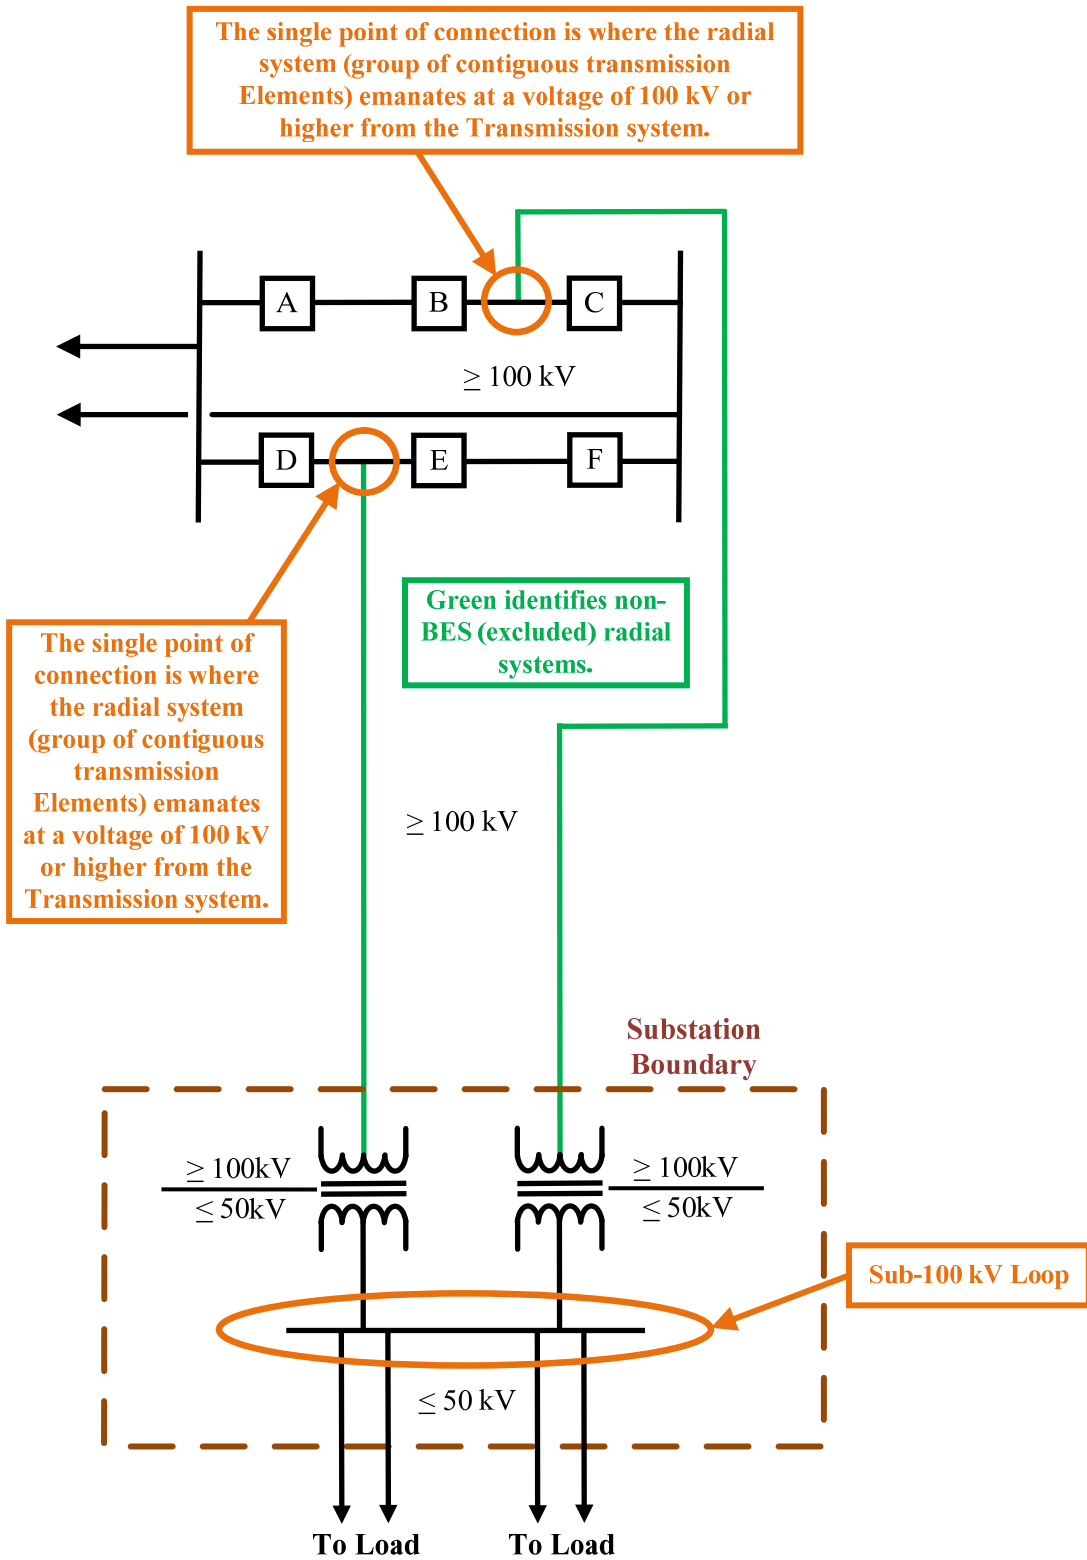 The single point of connection is where the radial
system (group of contiguous transmission
Elements) emanates at a voltage of 100 kV or
higher from the Transmission system.
A
B
C
≥ 100 kV
D
E
F
Green identifies non-
BES (excluded) radial
systems.
The single point of
connection is where
the radial system
(group of contiguous
transmission
Elements) emanates
at a voltage of 100 kV
or higher from the
Transmission system.
≥ 100 kV
Substation
Boundary
≥ 100kV
≤ 50kV
≥ 100kV
≤ 50kV
Sub-100 kV Loop
≤ 50 kV
To Load
To Load